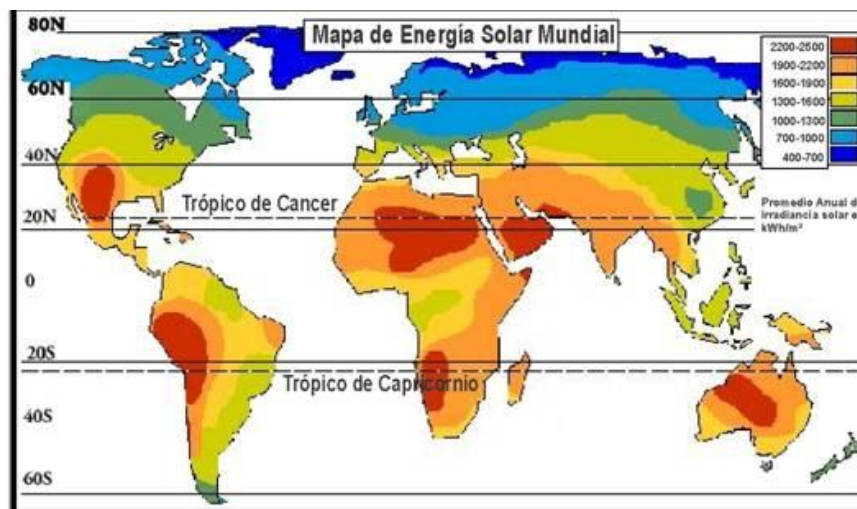 80N
Mapa de Energía Solar Mundial
60N
40N
Trópico de Cancer
20N
0
20S
Trópico de Capricornio
40S
60S
2200-2500
1900-2200
1600-1900
1300-1600
1000-1300
700-1000
400-700
Promedio Anual d
irradiancia solar e
kWh/m²